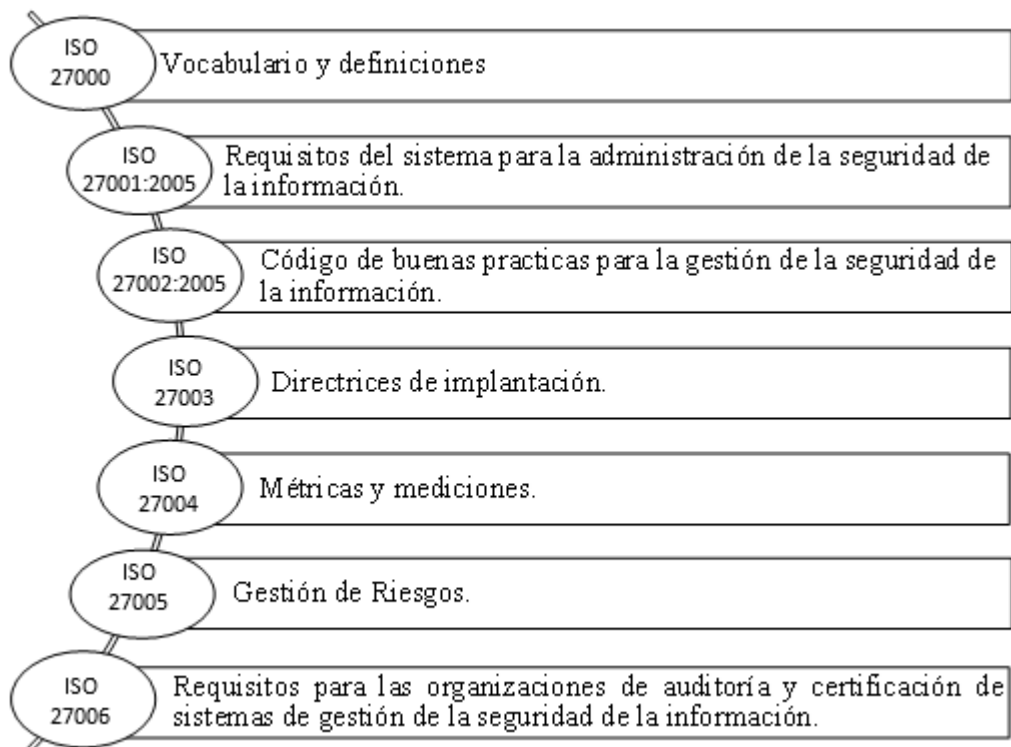 ISO
27000
Vocabulario y definiciones
ISO
27001:2005
Requisitos del sistema para la administración de la seguridad de
la información.
ISO
27002:2005
Código de buenas practicas para la gestión de la seguridad de
la información.
ISO
27003
Directrices de implantación.
ISO
27004
Métricas y mediciones.
ISO
27005
Gestión de Riesgos.
ISO
27006
Requisitos para las organizaciones de auditoría y certificación de
sistemas de gestión de la seguridad de la información.